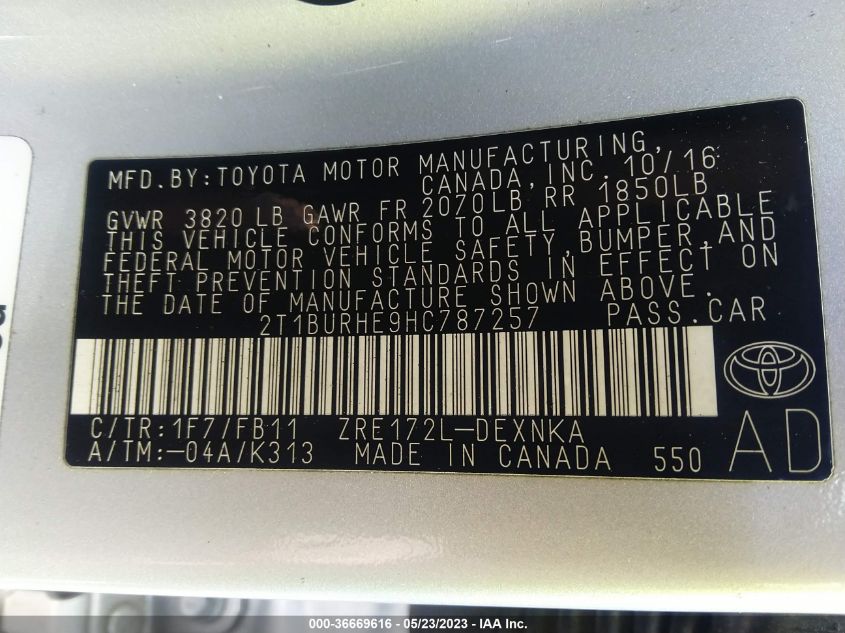 MFD.BY:TOYOTA MOTOR MANUFACTURING,
CANADA,INC. 10/16
GVWR 3820 LB GAWR FR 2070LB RR 1850LB
THIS VEHICLE CONFORMS TO ALL APPLICABLE
FEDERAL MOTOR VEHICLE SAFETY,BUMPER,AND
THEFT PREVENTION STANDARDS IN EFFECT ON
THE DATE OF MANUFACTURE SHOWN ABOVE.
2T1BURHE9HC787257 PASS.CAR
C/TR:1F7/FB11 ZRE172L-DEXNKA
A/TM:-04A/K313 MADE IN CANADA 550
AD
000-36669616 - 05/23/2023 - IAA Inc.